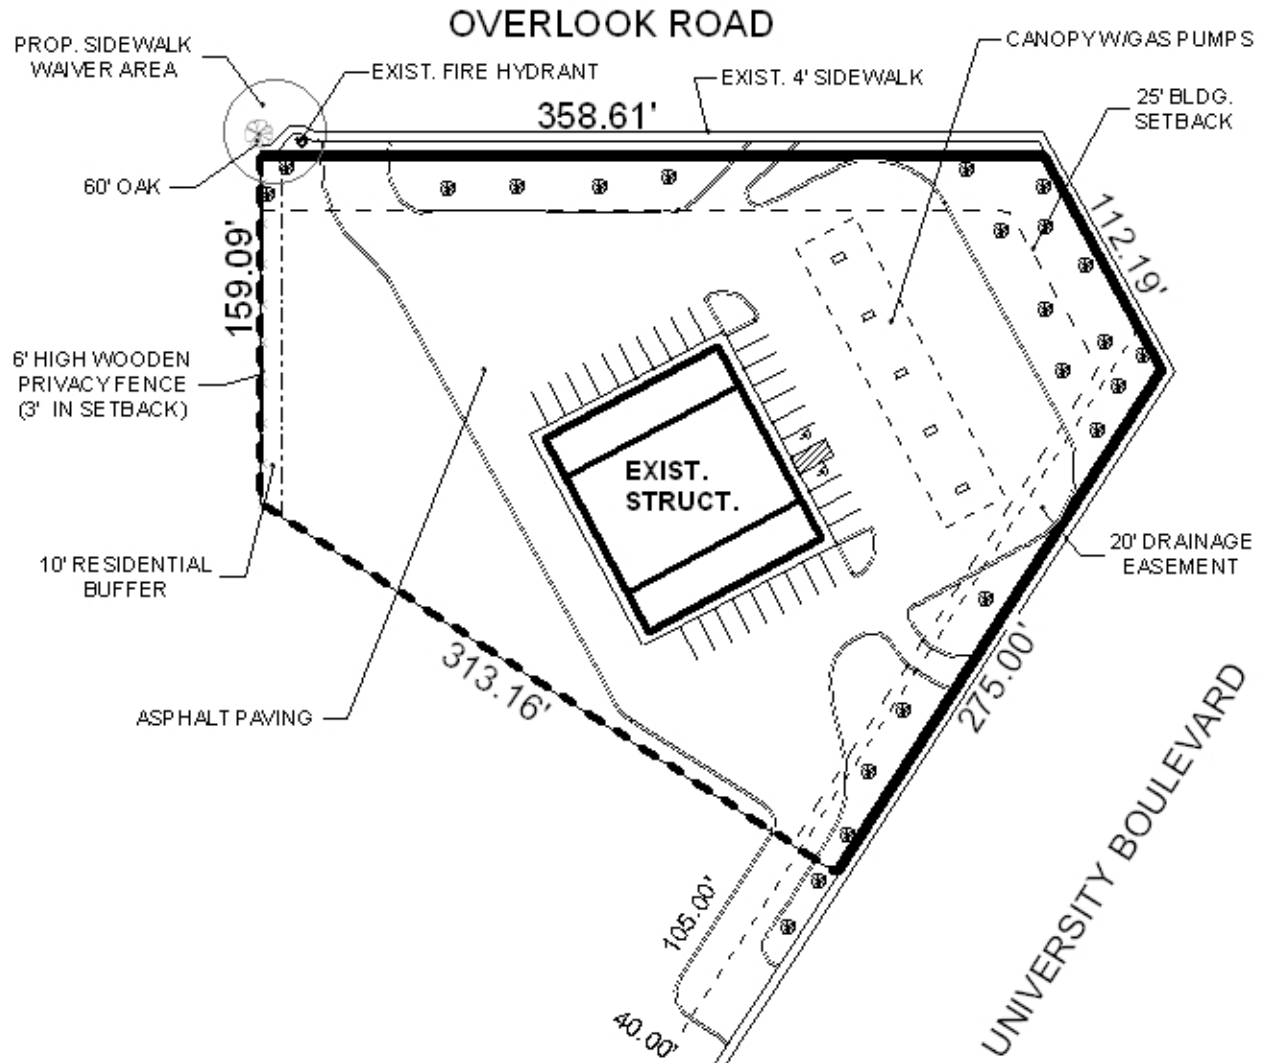 OVERLOOK ROAD
PROP. SIDEWALK
WAIVER AREA
EXIST. FIRE HYDRANT
EXIST. 4' SIDEWALK
CANOPY W/GAS PUMPS
358.61'
25' BLDG.
SETBACK
60' OAK
112.19'
159.09'
6' HIGH WOODEN
PRIVACY FENCE
(3' IN SETBACK)
EXIST.
STRUCT.
10' RESIDENTIAL
BUFFER
20' DRAINAGE
EASEMENT
313.16'
275.00'
ASPHALT PAVING
105.00'
40.00'
UNIVERSITY BOULEVARD